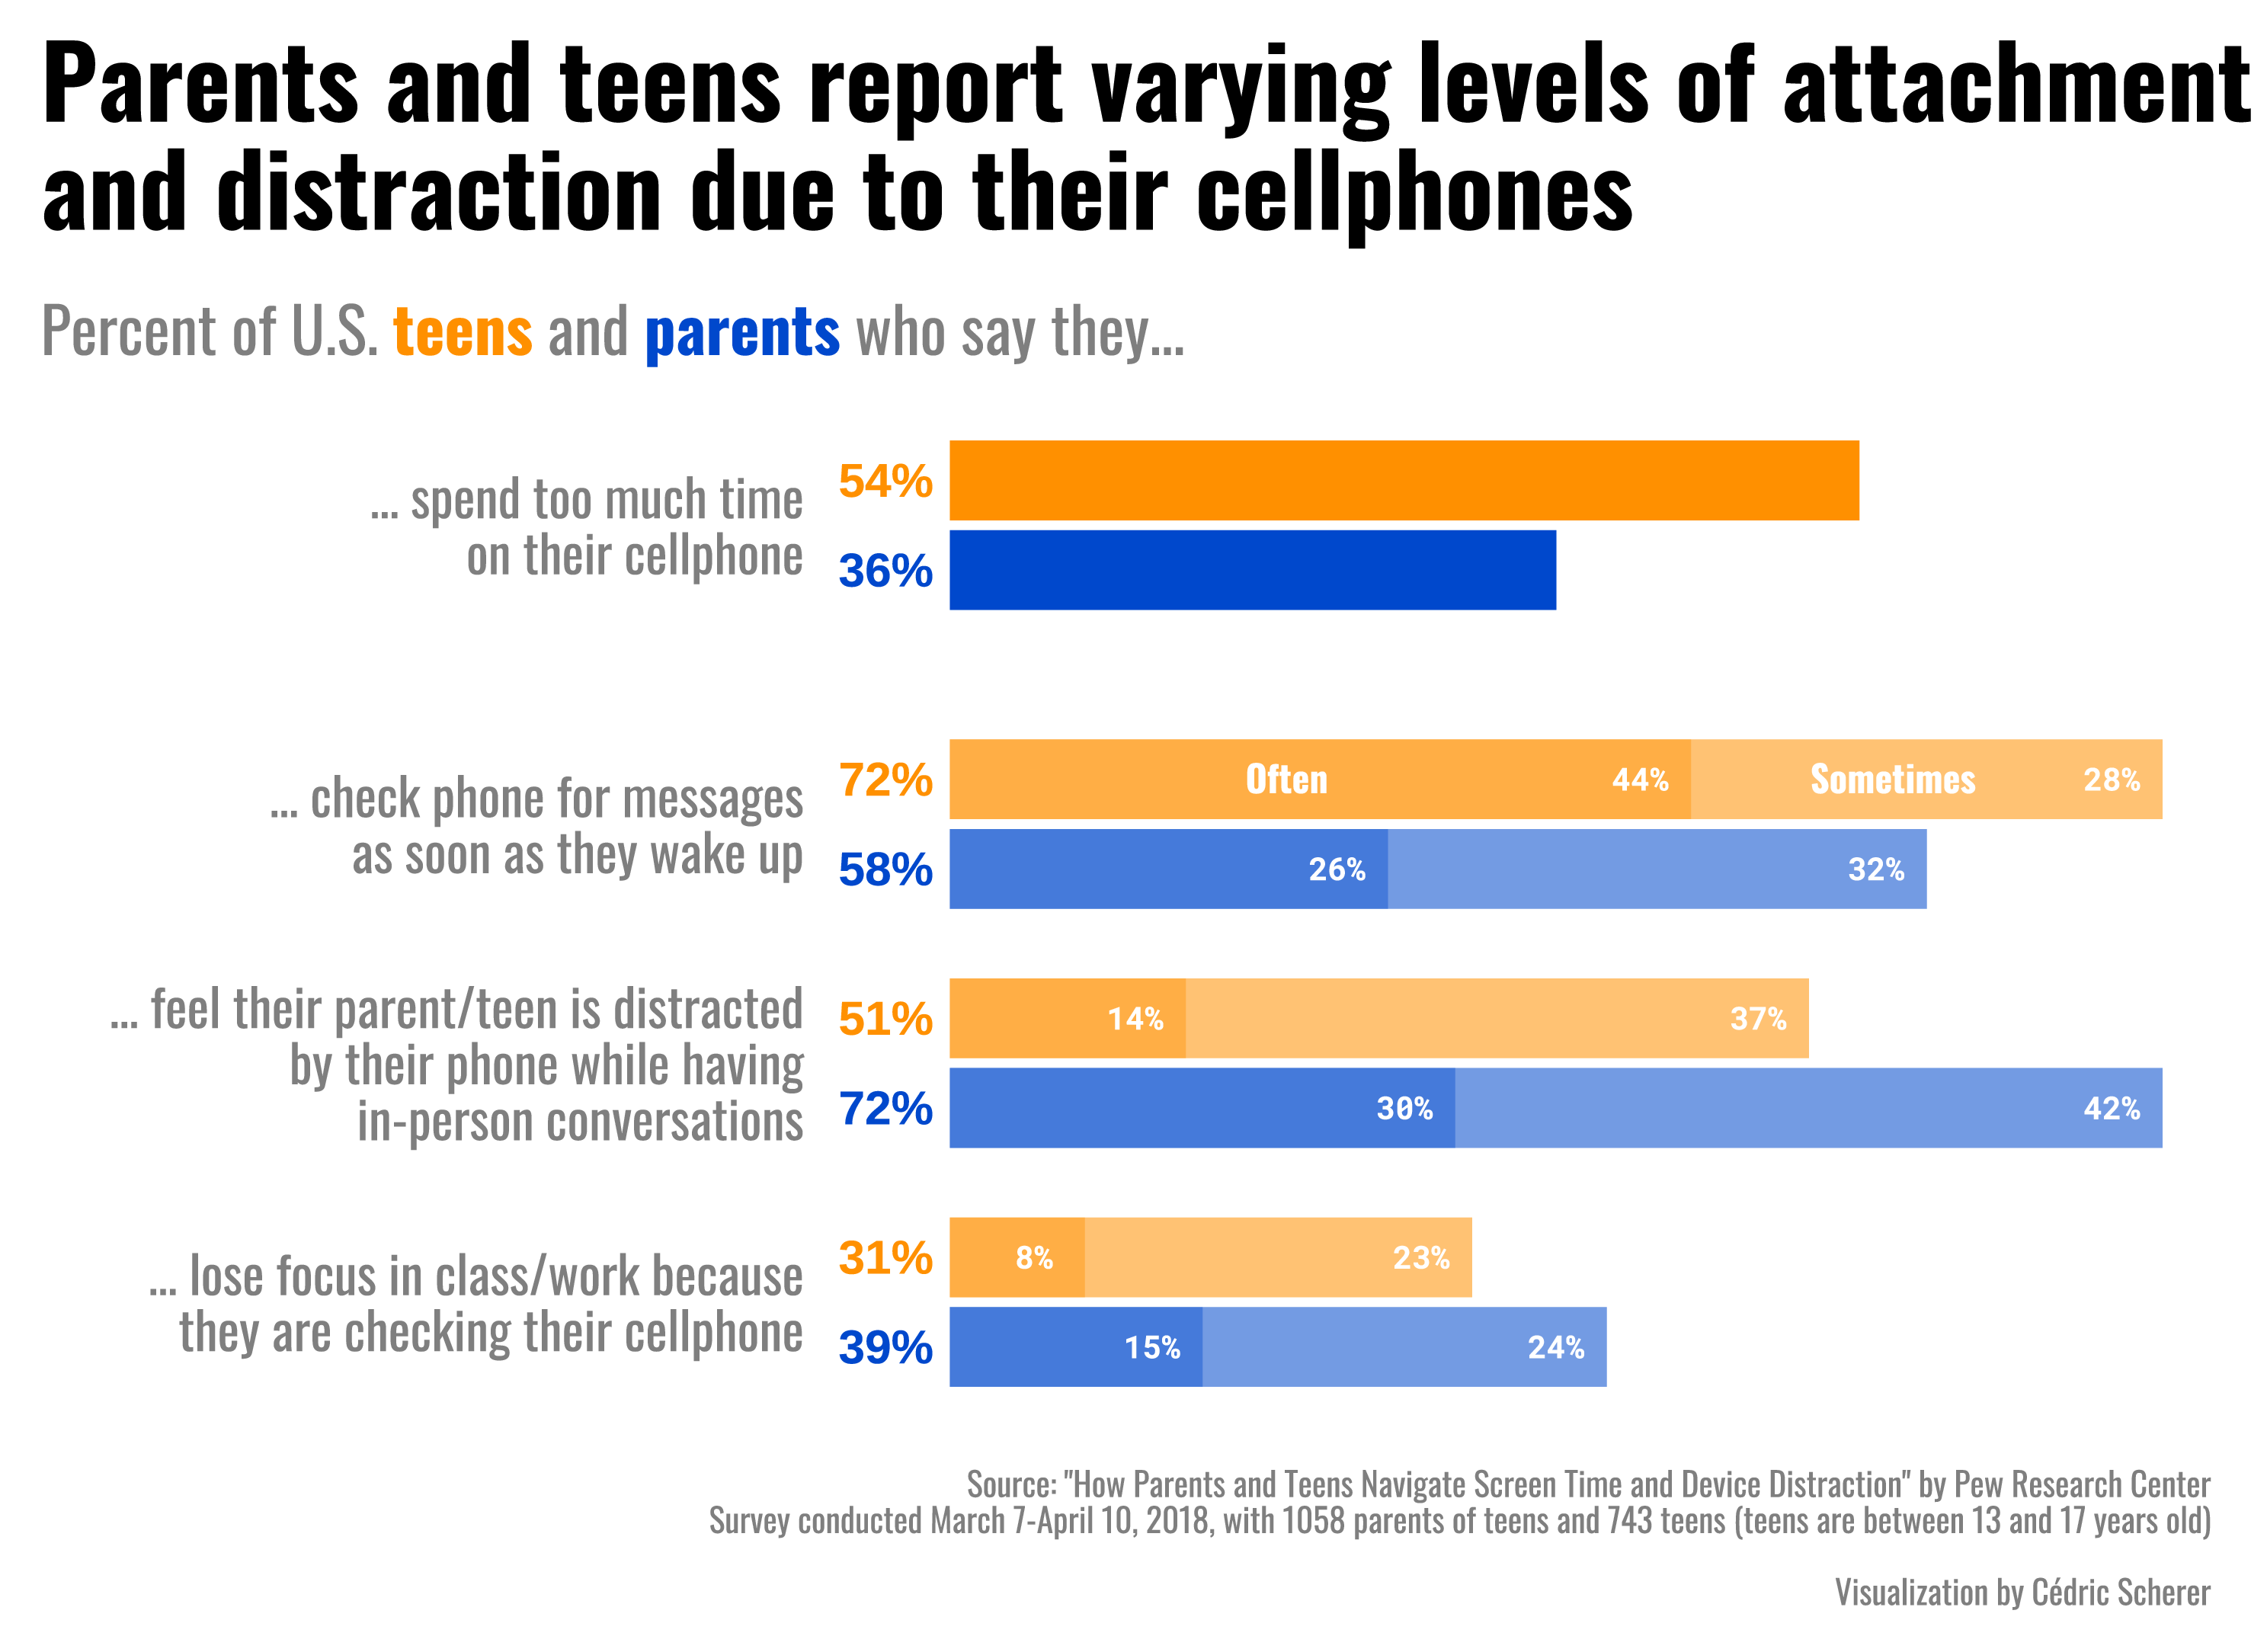 Parents and teens report varying levels of attachment
and distraction due to their cellphones
Percent of U.S. teens and parents who say they...
... spend too much time
on their cellphone
54%
36%
... check phone for messages
as soon as they wake up
72% Often 44% Sometimes 28%
58% 26% 32%
... feel their parent/teen is distracted
by their phone while having
in-person conversations
51% 14% 37%
72% 30% 42%
... lose focus in class/work because
they are checking their cellphone
31% 8% 23%
39% 15% 24%
Source: "How Parents and Teens Navigate Screen Time and Device Distraction" by Pew Research Center
Survey conducted March 7-April 10, 2018, with 1058 parents of teens and 743 teens (teens are between 13 and 17 years old)
Visualization by Cédric Scherer